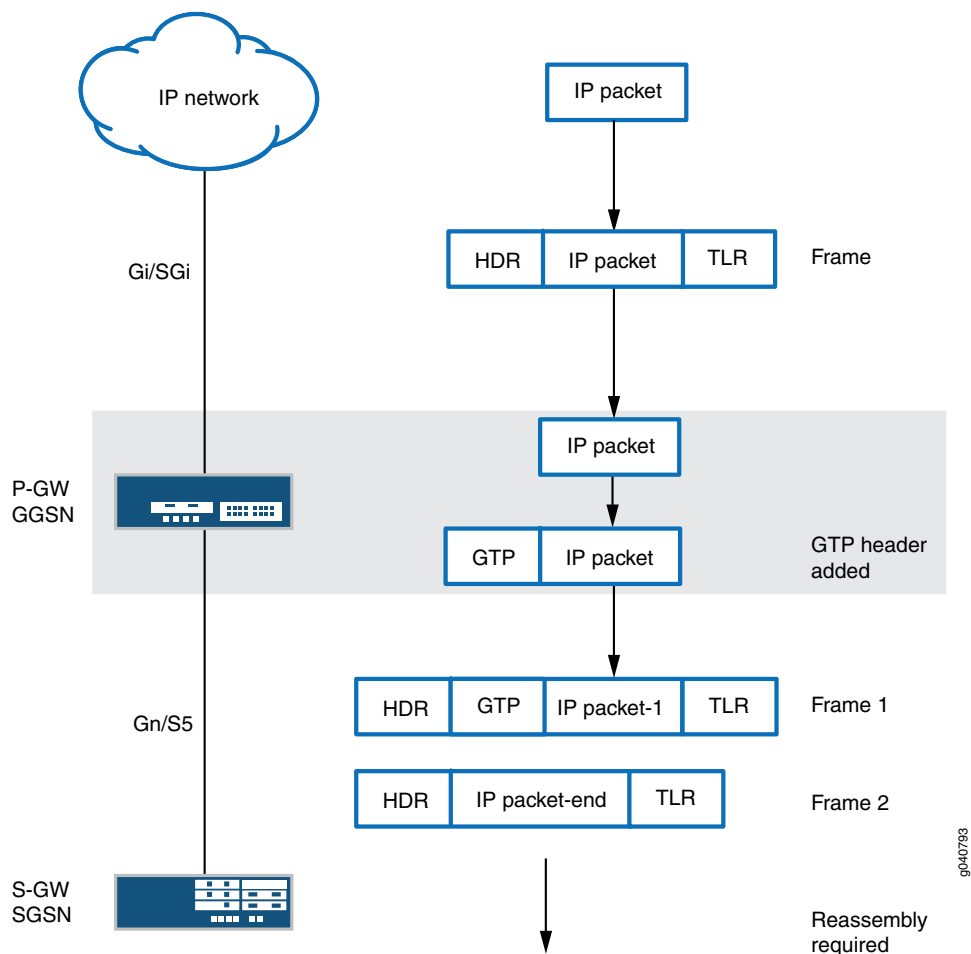 IP network
IP packet
HDR
IP packet
TLR
Frame
Gi/SGi
IP packet
P-GW
GGSN
GTP
IP packet
GTP header
added
HDR
GTP
IP packet-1
TLR
Frame 1
Gn/S5
HDR
IP packet-end
TLR
Frame 2
g040793
S-GW
SGSN
Reassembly
required